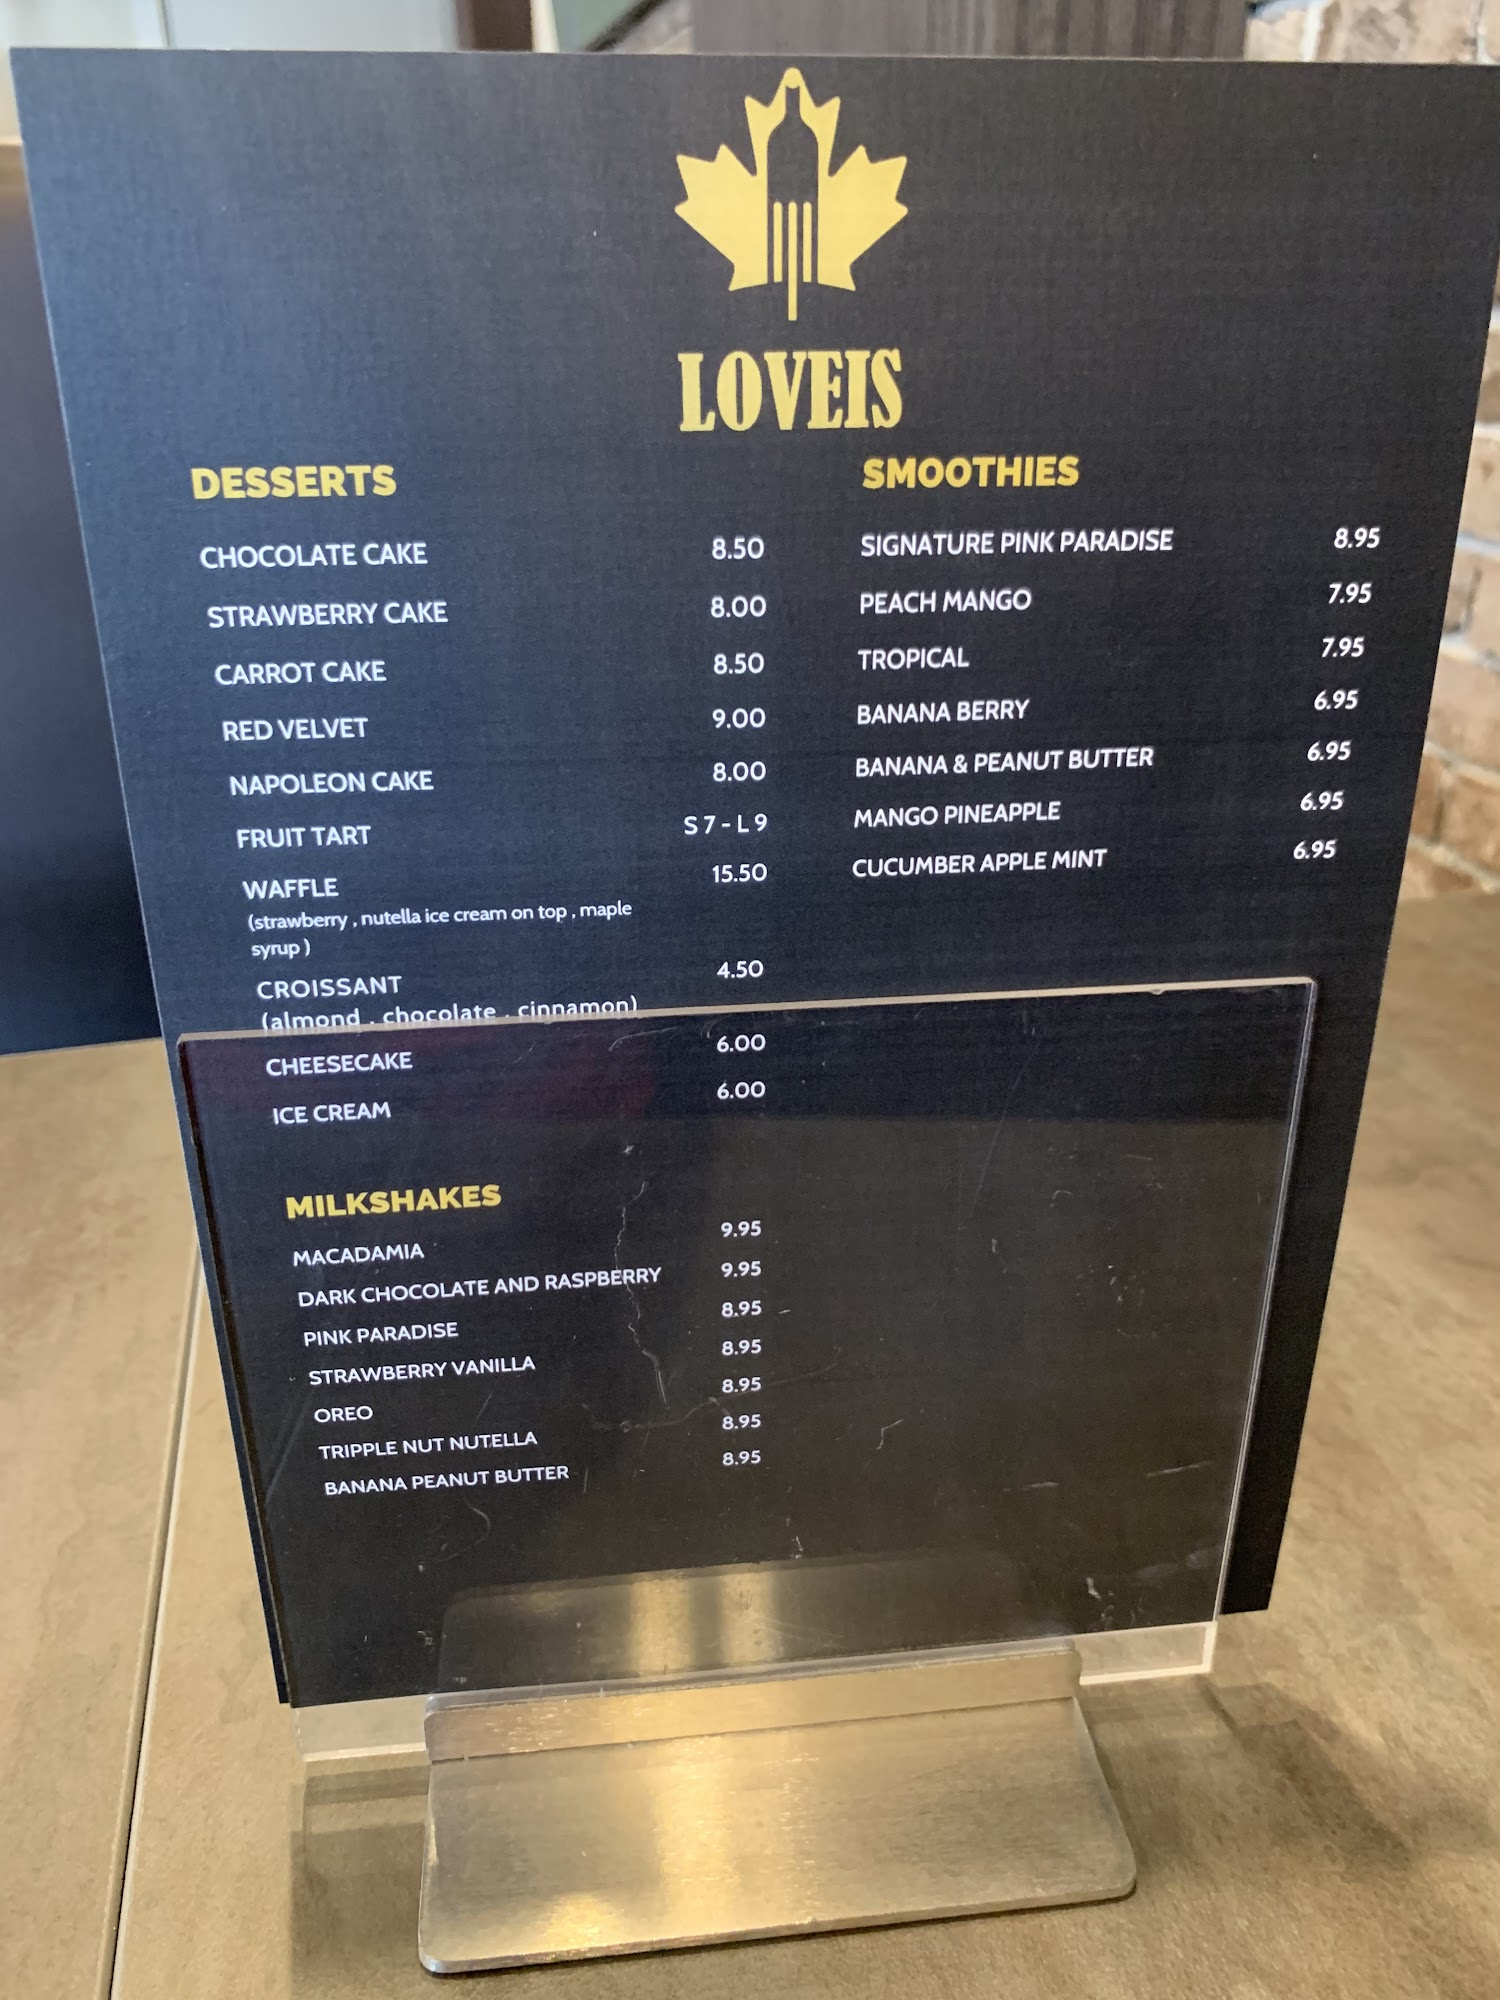 LOVEIS
DESSERTS
CHOCOLATE CAKE 8.50
STRAWBERRY CAKE 8.00
CARROT CAKE 8.50
RED VELVET 9.00
NAPOLEON CAKE 8.00
FRUIT TART S 7 - L 9
WAFFLE 15.50
(strawberry , nutella ice cream on top , maple
syrup )
CROISSANT 4.50
(almond , chocolate , cinnamon)
CHEESECAKE 6.00
ICE CREAM 6.00
MILKSHAKES
MACADAMIA 9.95
DARK CHOCOLATE AND RASPBERRY 9.95
PINK PARADISE 8.95
STRAWBERRY VANILLA 8.95
OREO 8.95
TRIPPLE NUT NUTELLA 8.95
BANANA PEANUT BUTTER 8.95
SMOOTHIES
SIGNATURE PINK PARADISE 8.95
PEACH MANGO 7.95
TROPICAL 7.95
BANANA BERRY 6.95
BANANA & PEANUT BUTTER 6.95
MANGO PINEAPPLE 6.95
CUCUMBER APPLE MINT 6.95